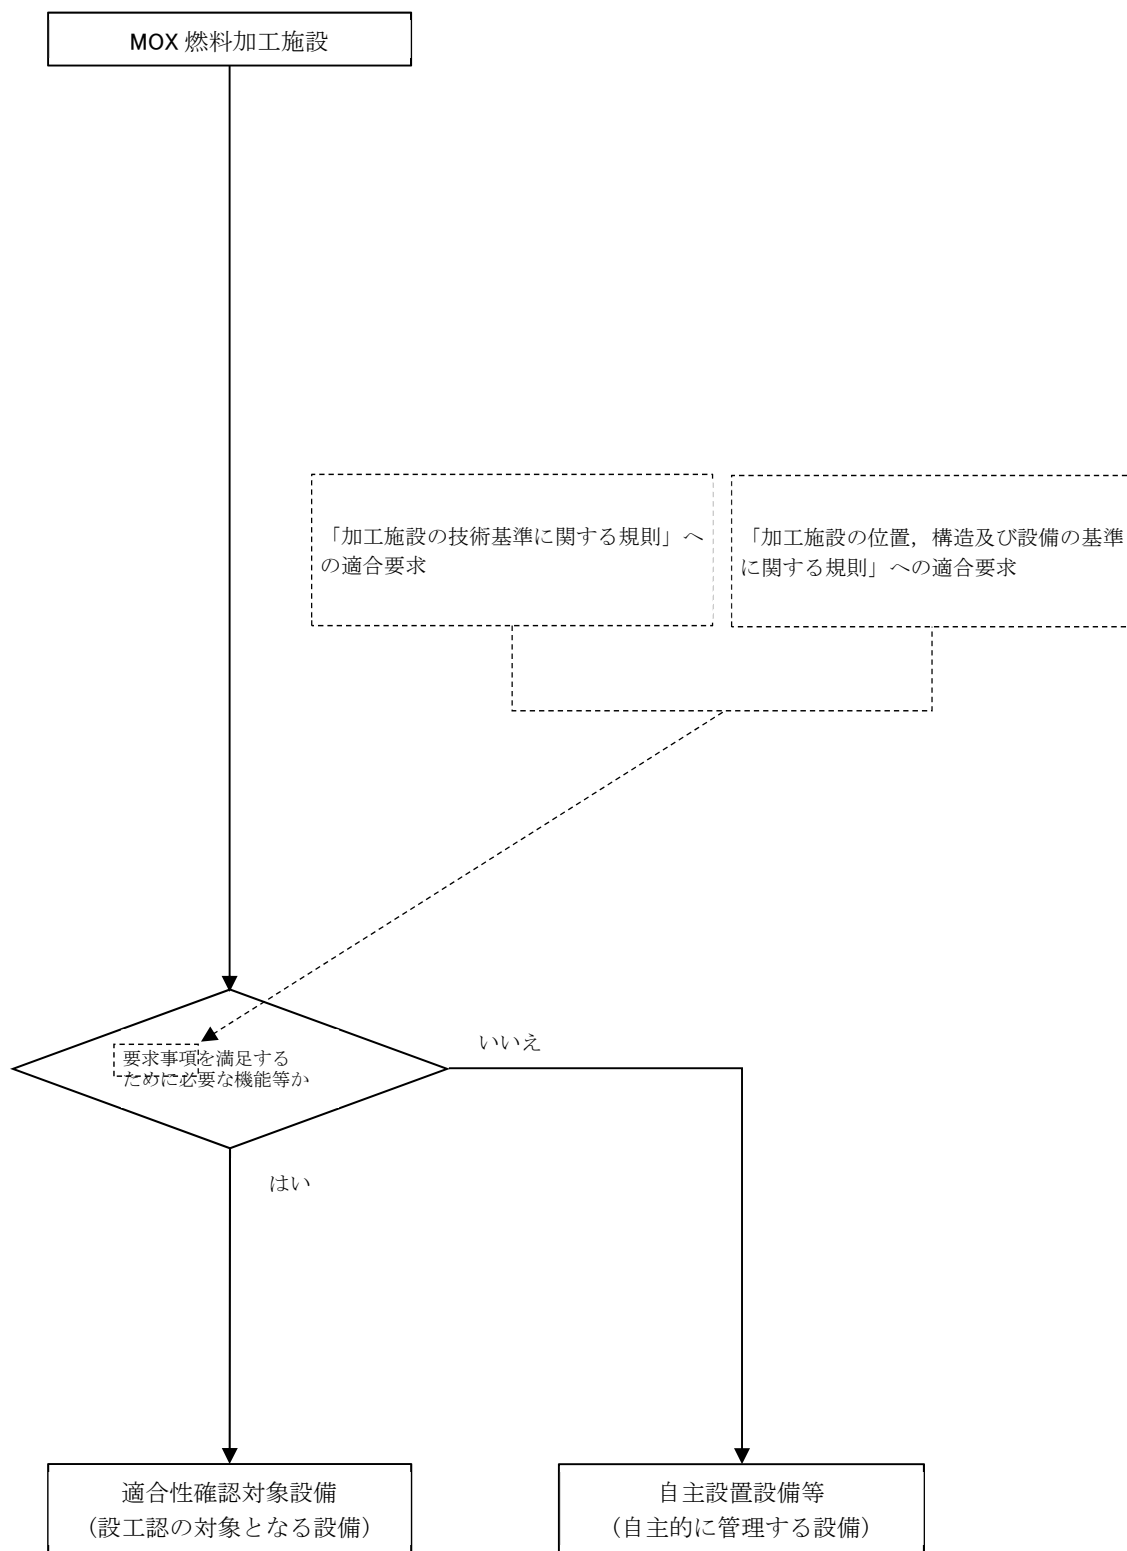 MOX 燃料加工施設
「加工施設の技術基準に関する規則」へ
の適合要求
「加工施設の位置，構造及び設備の基準
に関する規則」への適合要求
要求事項を満足する
ために必要な機能等か
いいえ
はい
適合性確認対象設備
（設工認の対象となる設備）
自主設置設備等
（自主的に管理する設備）